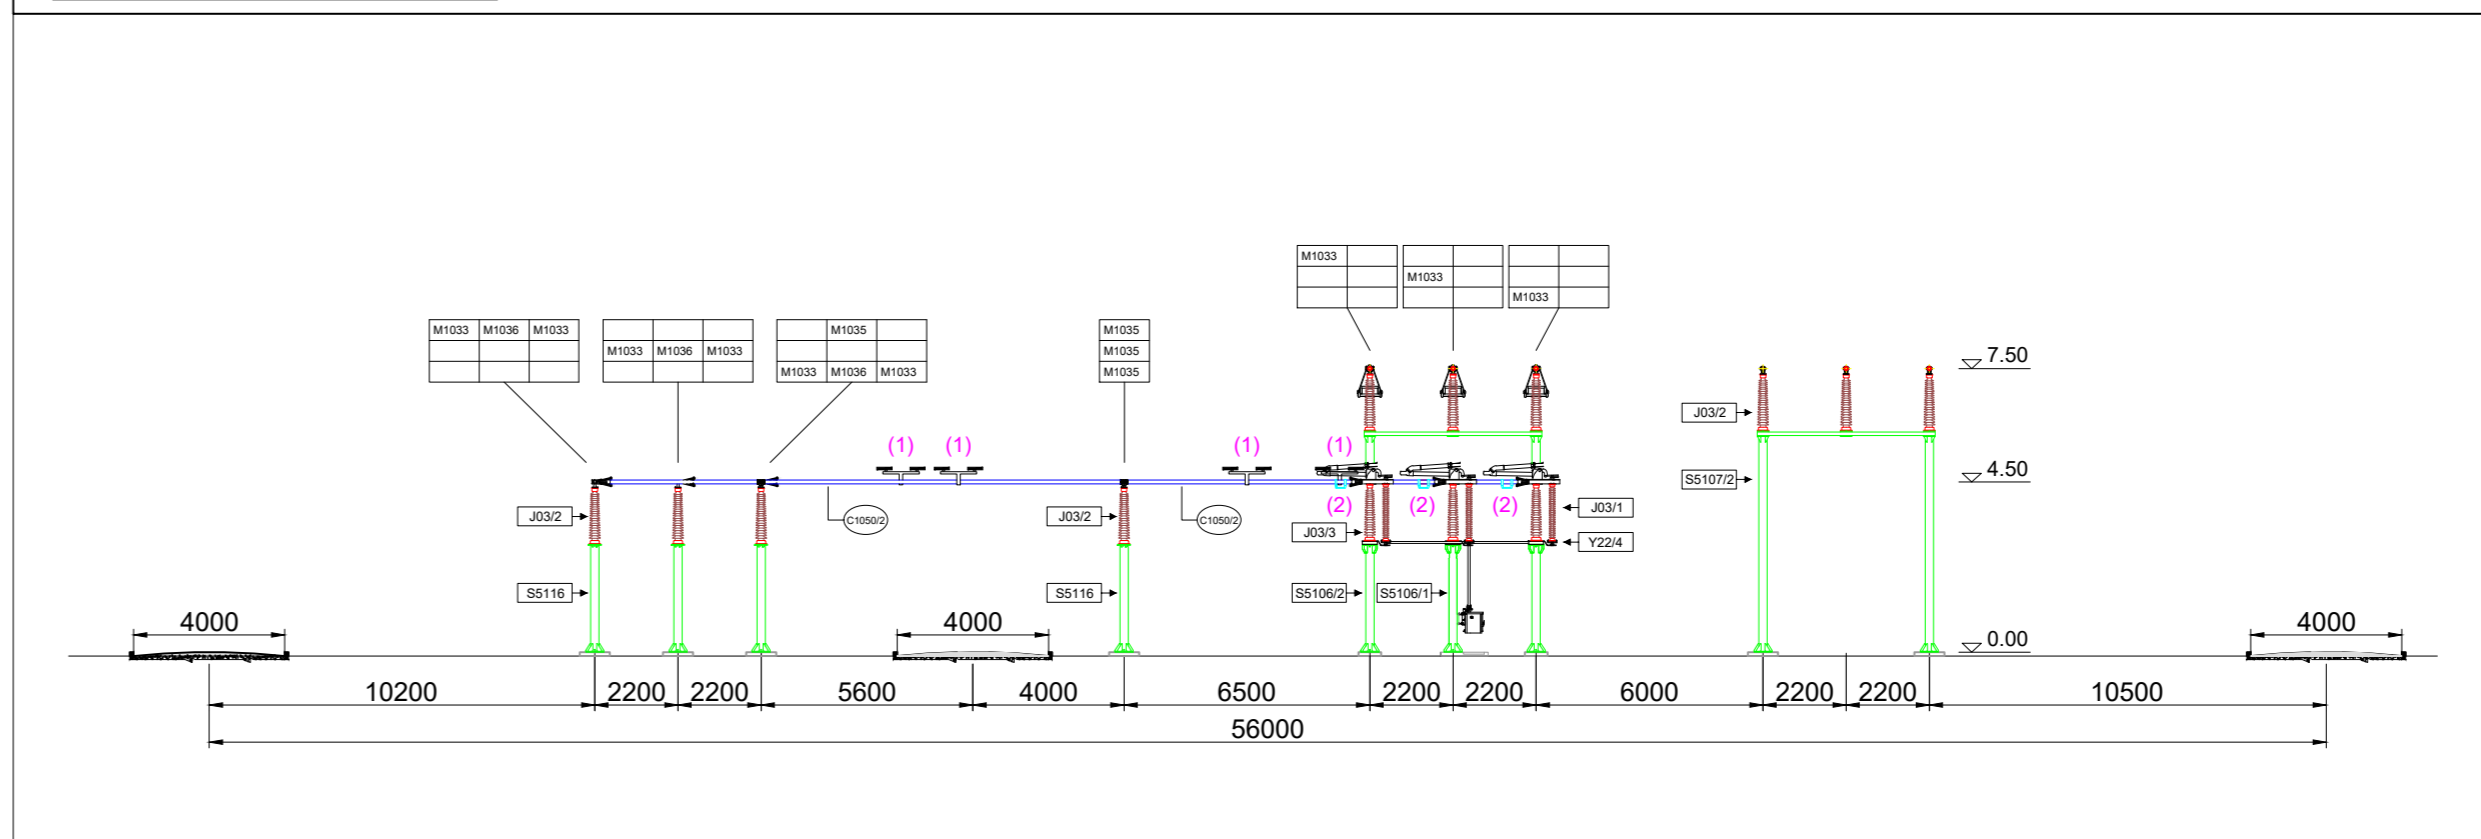 M1033
M1033
M1033
M1033 M1036 M1033
M1033 M1036 M1033
M1035
M1033 M1036 M1033
M1035
M1035
M1035
7.50
J03/2
(1) (1) (1) (1)
4.50
S5107/2
(2) (2) (2)
J03/2
C1050/2
J03/2
C1050/2
J03/3
J03/1
Y22/4
S5116
S5116
S5106/2
S5106/1
4000
4000
4000
0.00
10200 2200 2200 5600 4000 6500 2200 2200 6000 2200 2200 10500
56000